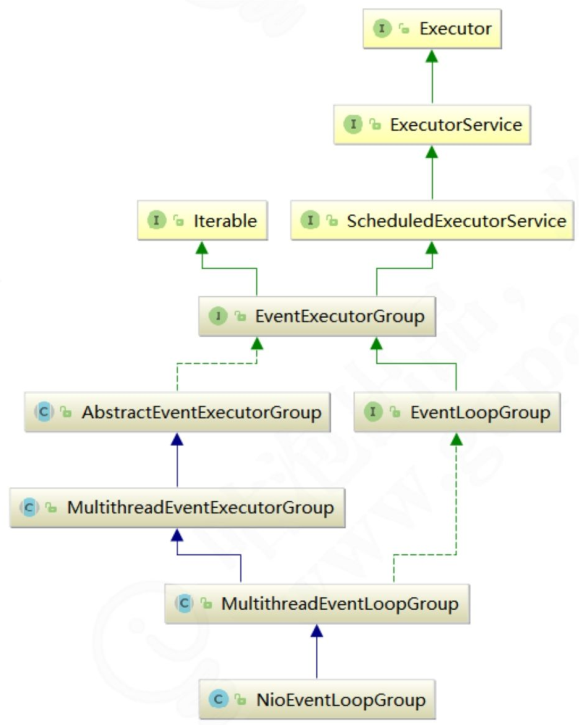 I Executor
I ExecutorService
I Iterable
I ScheduledExecutorService
I EventExecutorGroup
C AbstractEventExecutorGroup
I EventLoopGroup
C MultithreadEventExecutorGroup
C MultithreadEventLoopGroup
C NioEventLoopGroup